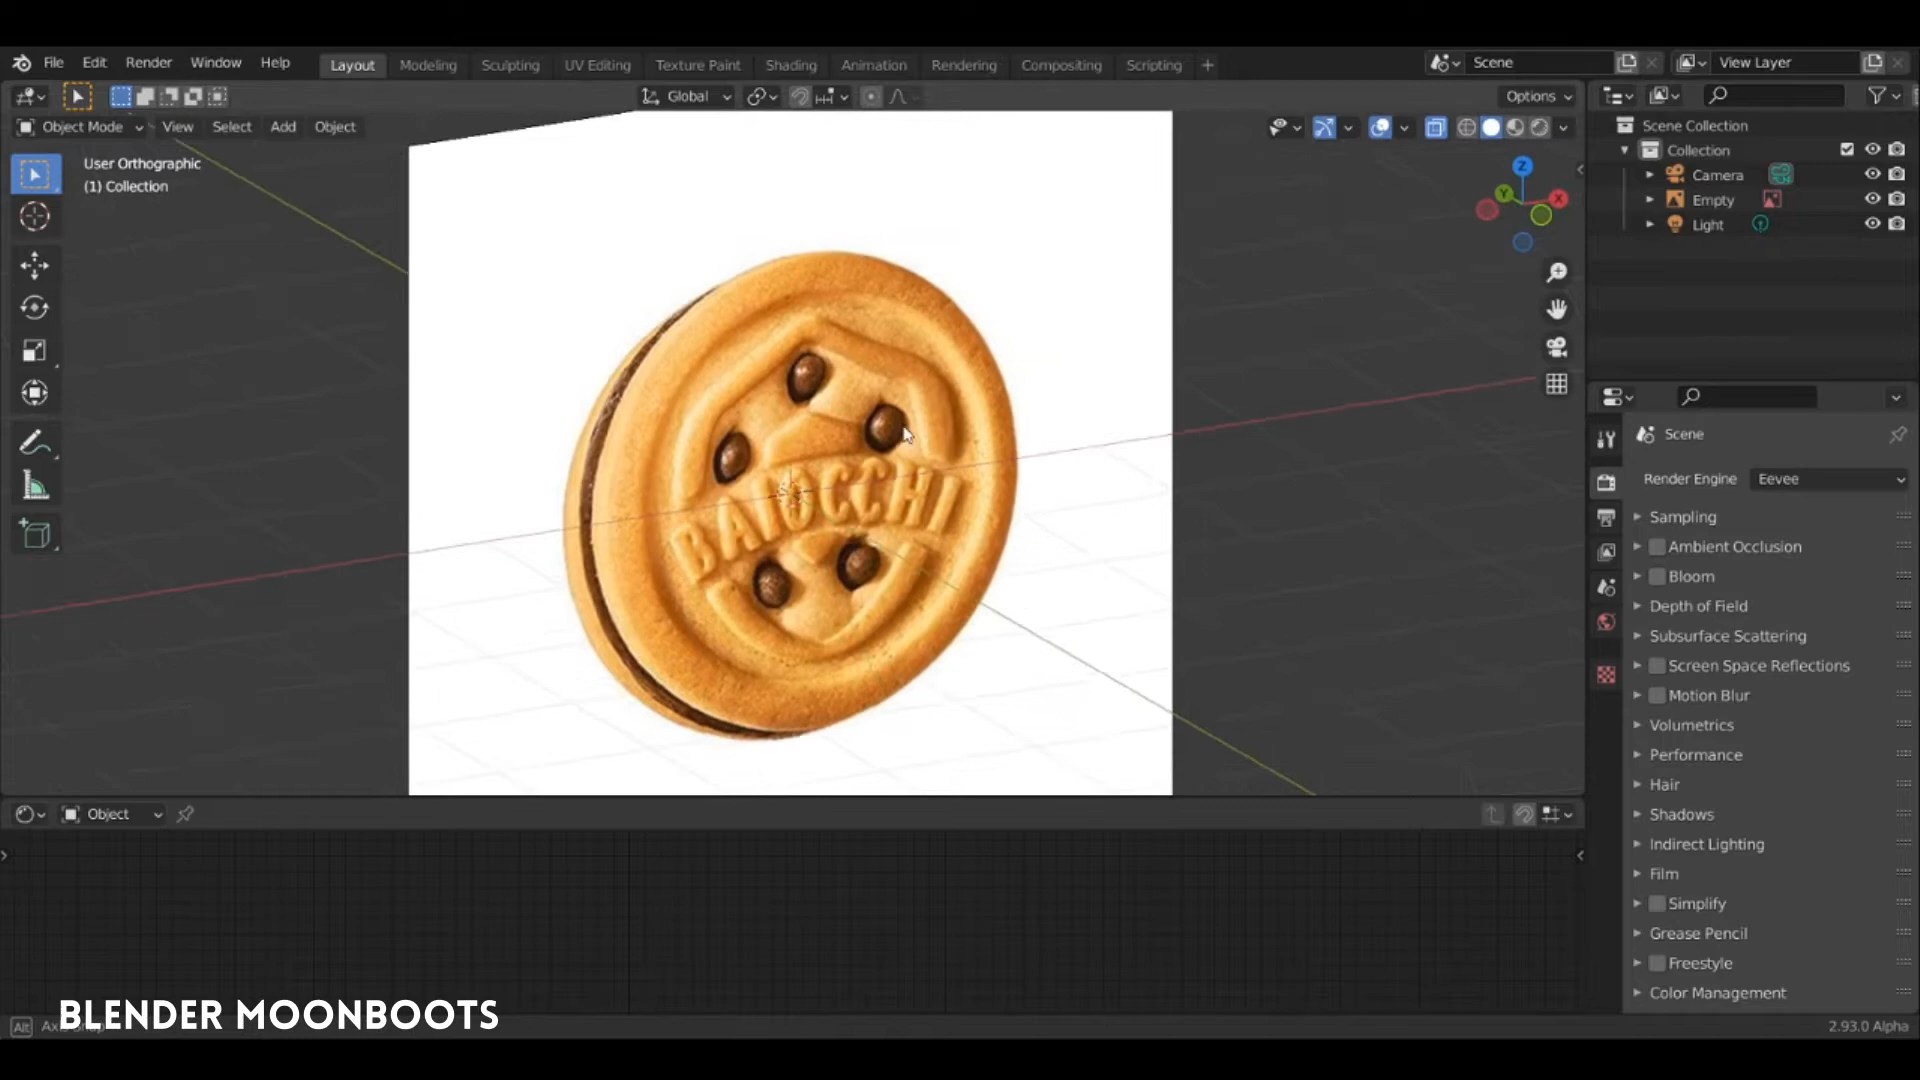 File Edit Render Window Help Layout Modeling Sculpting UV Editing Texture Paint Shading Animation Rendering Compositing Scripting + Scene View Layer
Global Options
Object Mode View Select Add Object
User Orthographic
(1) Collection
Z
Y
X
BAIOCCHI
Scene Collection
Collection
Camera
Empty
Light
Scene
Render Engine Eevee
Sampling
Ambient Occlusion
Bloom
Depth of Field
Subsurface Scattering
Screen Space Reflections
Motion Blur
Volumetrics
Performance
Hair
Shadows
Indirect Lighting
Film
Simplify
Grease Pencil
Freestyle
Color Management
Object
BLENDER MOONBOOTS
Alt
2.93.0 Alpha